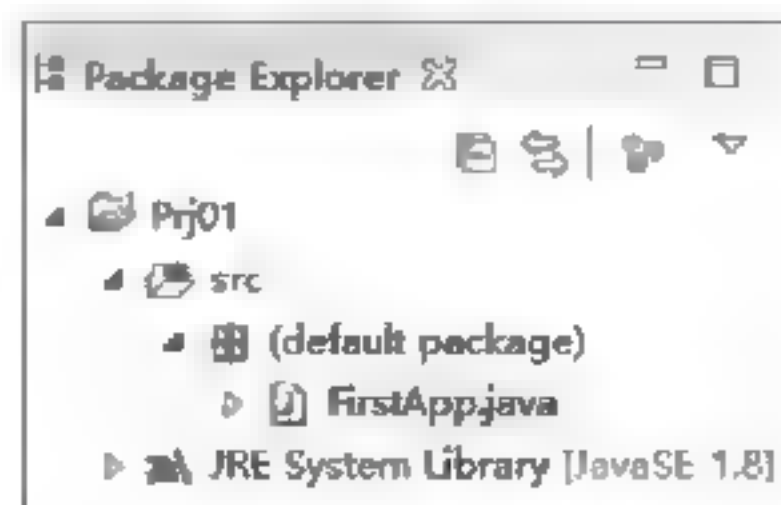 Package Explorer
Prj01
src
(default package)
FirstApp.java
JRE System Library [JavaSE 1.8]